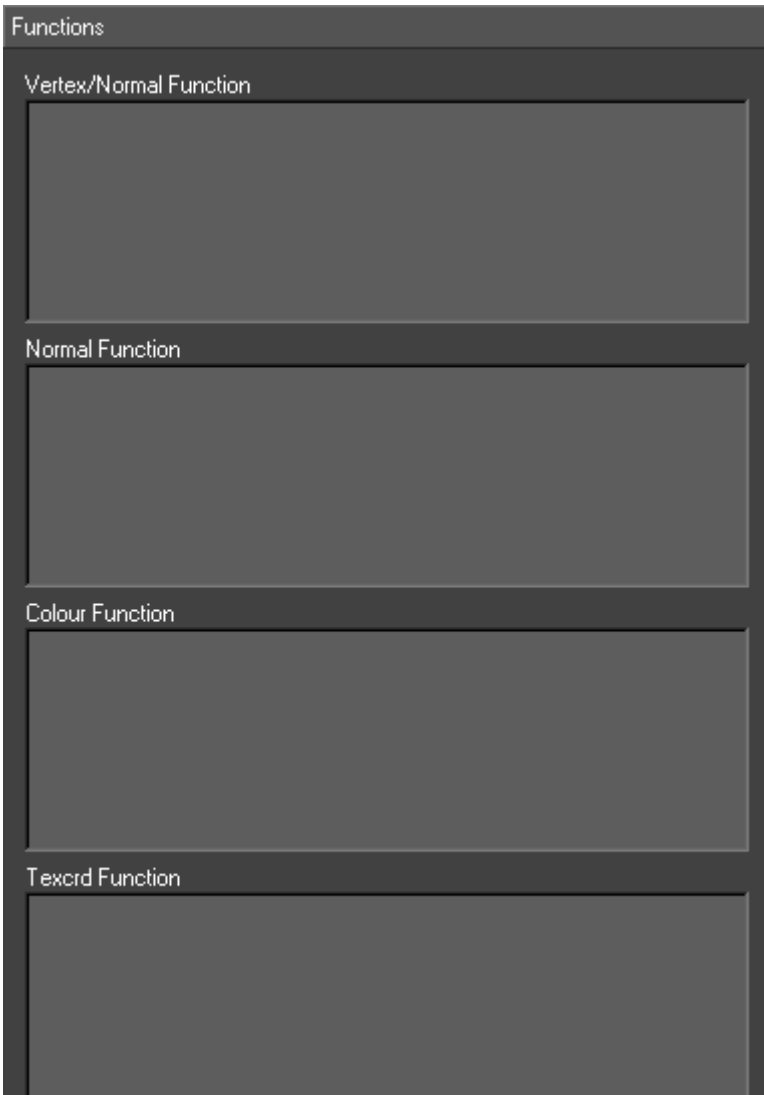 Functions
Vertex/Normal Function
Normal Function
Colour Function
Texcrd Function